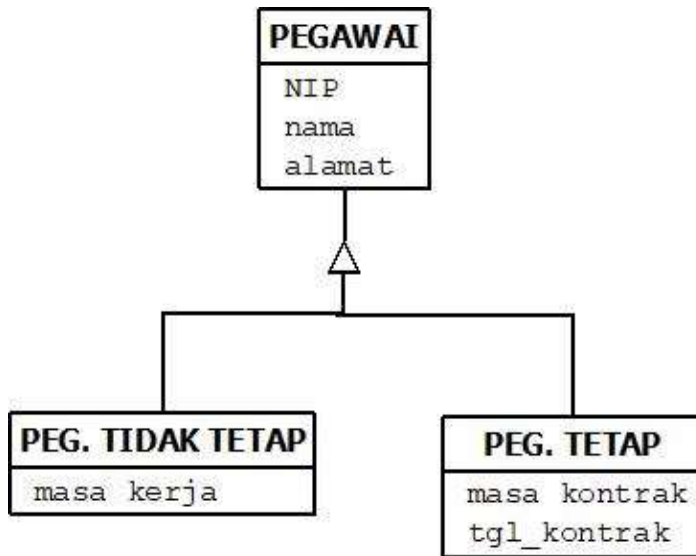 PEGAWAI
NIP
nama
alamat
PEG. TIDAK TETAP
masa kerja
PEG. TETAP
masa kontrak
tgl_kontrak